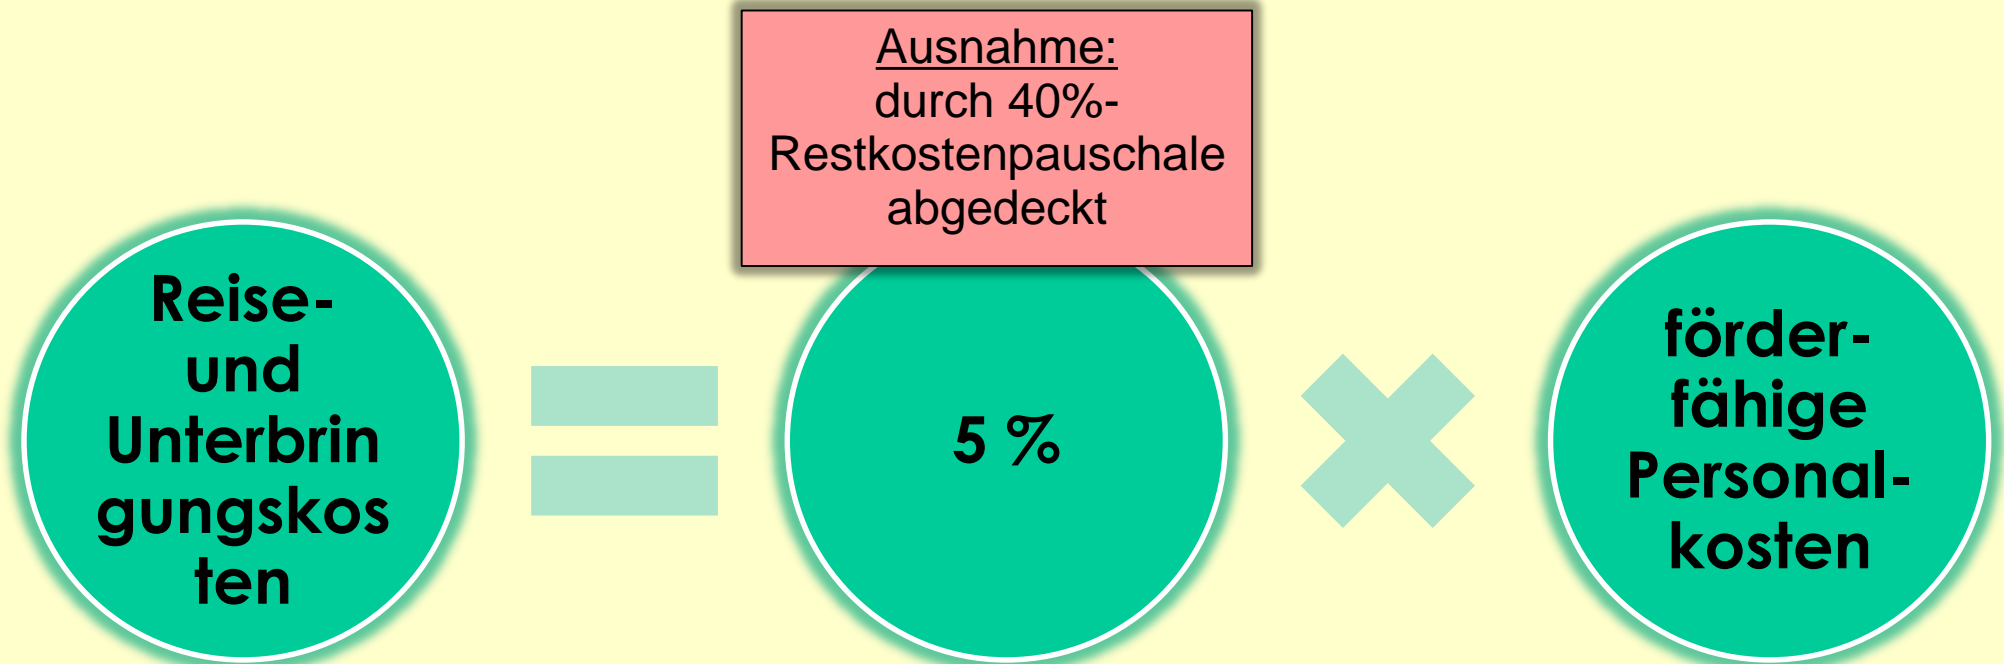 Ausnahme:
durch 40%-
Restkostenpauschale
abgedeckt
Reise-
und
Unterbrin
gungskos
ten
5 %
förder-
fähige
Personal-
kosten